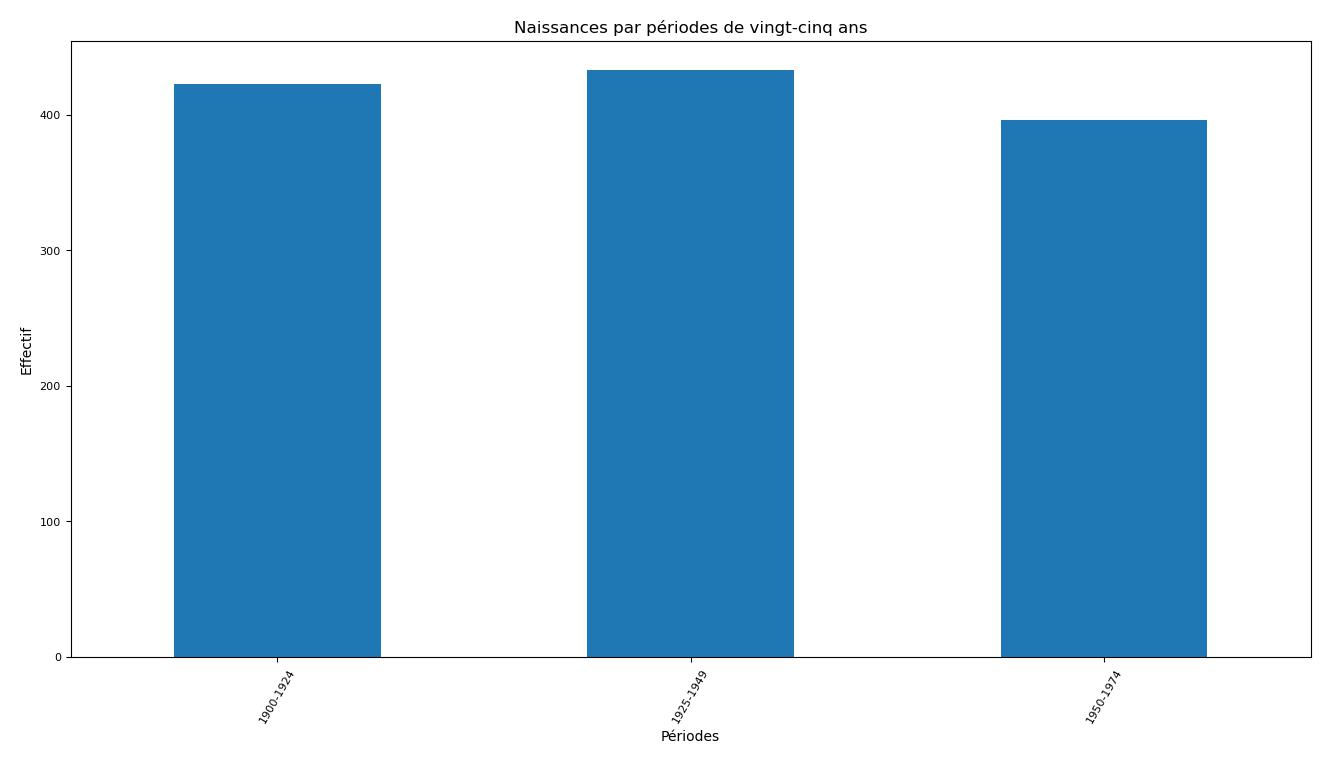 Naissances par périodes de vingt-cinq ans
Effectif
400
300
200
100
0
1900-1924
1925-1949
1950-1974
Périodes